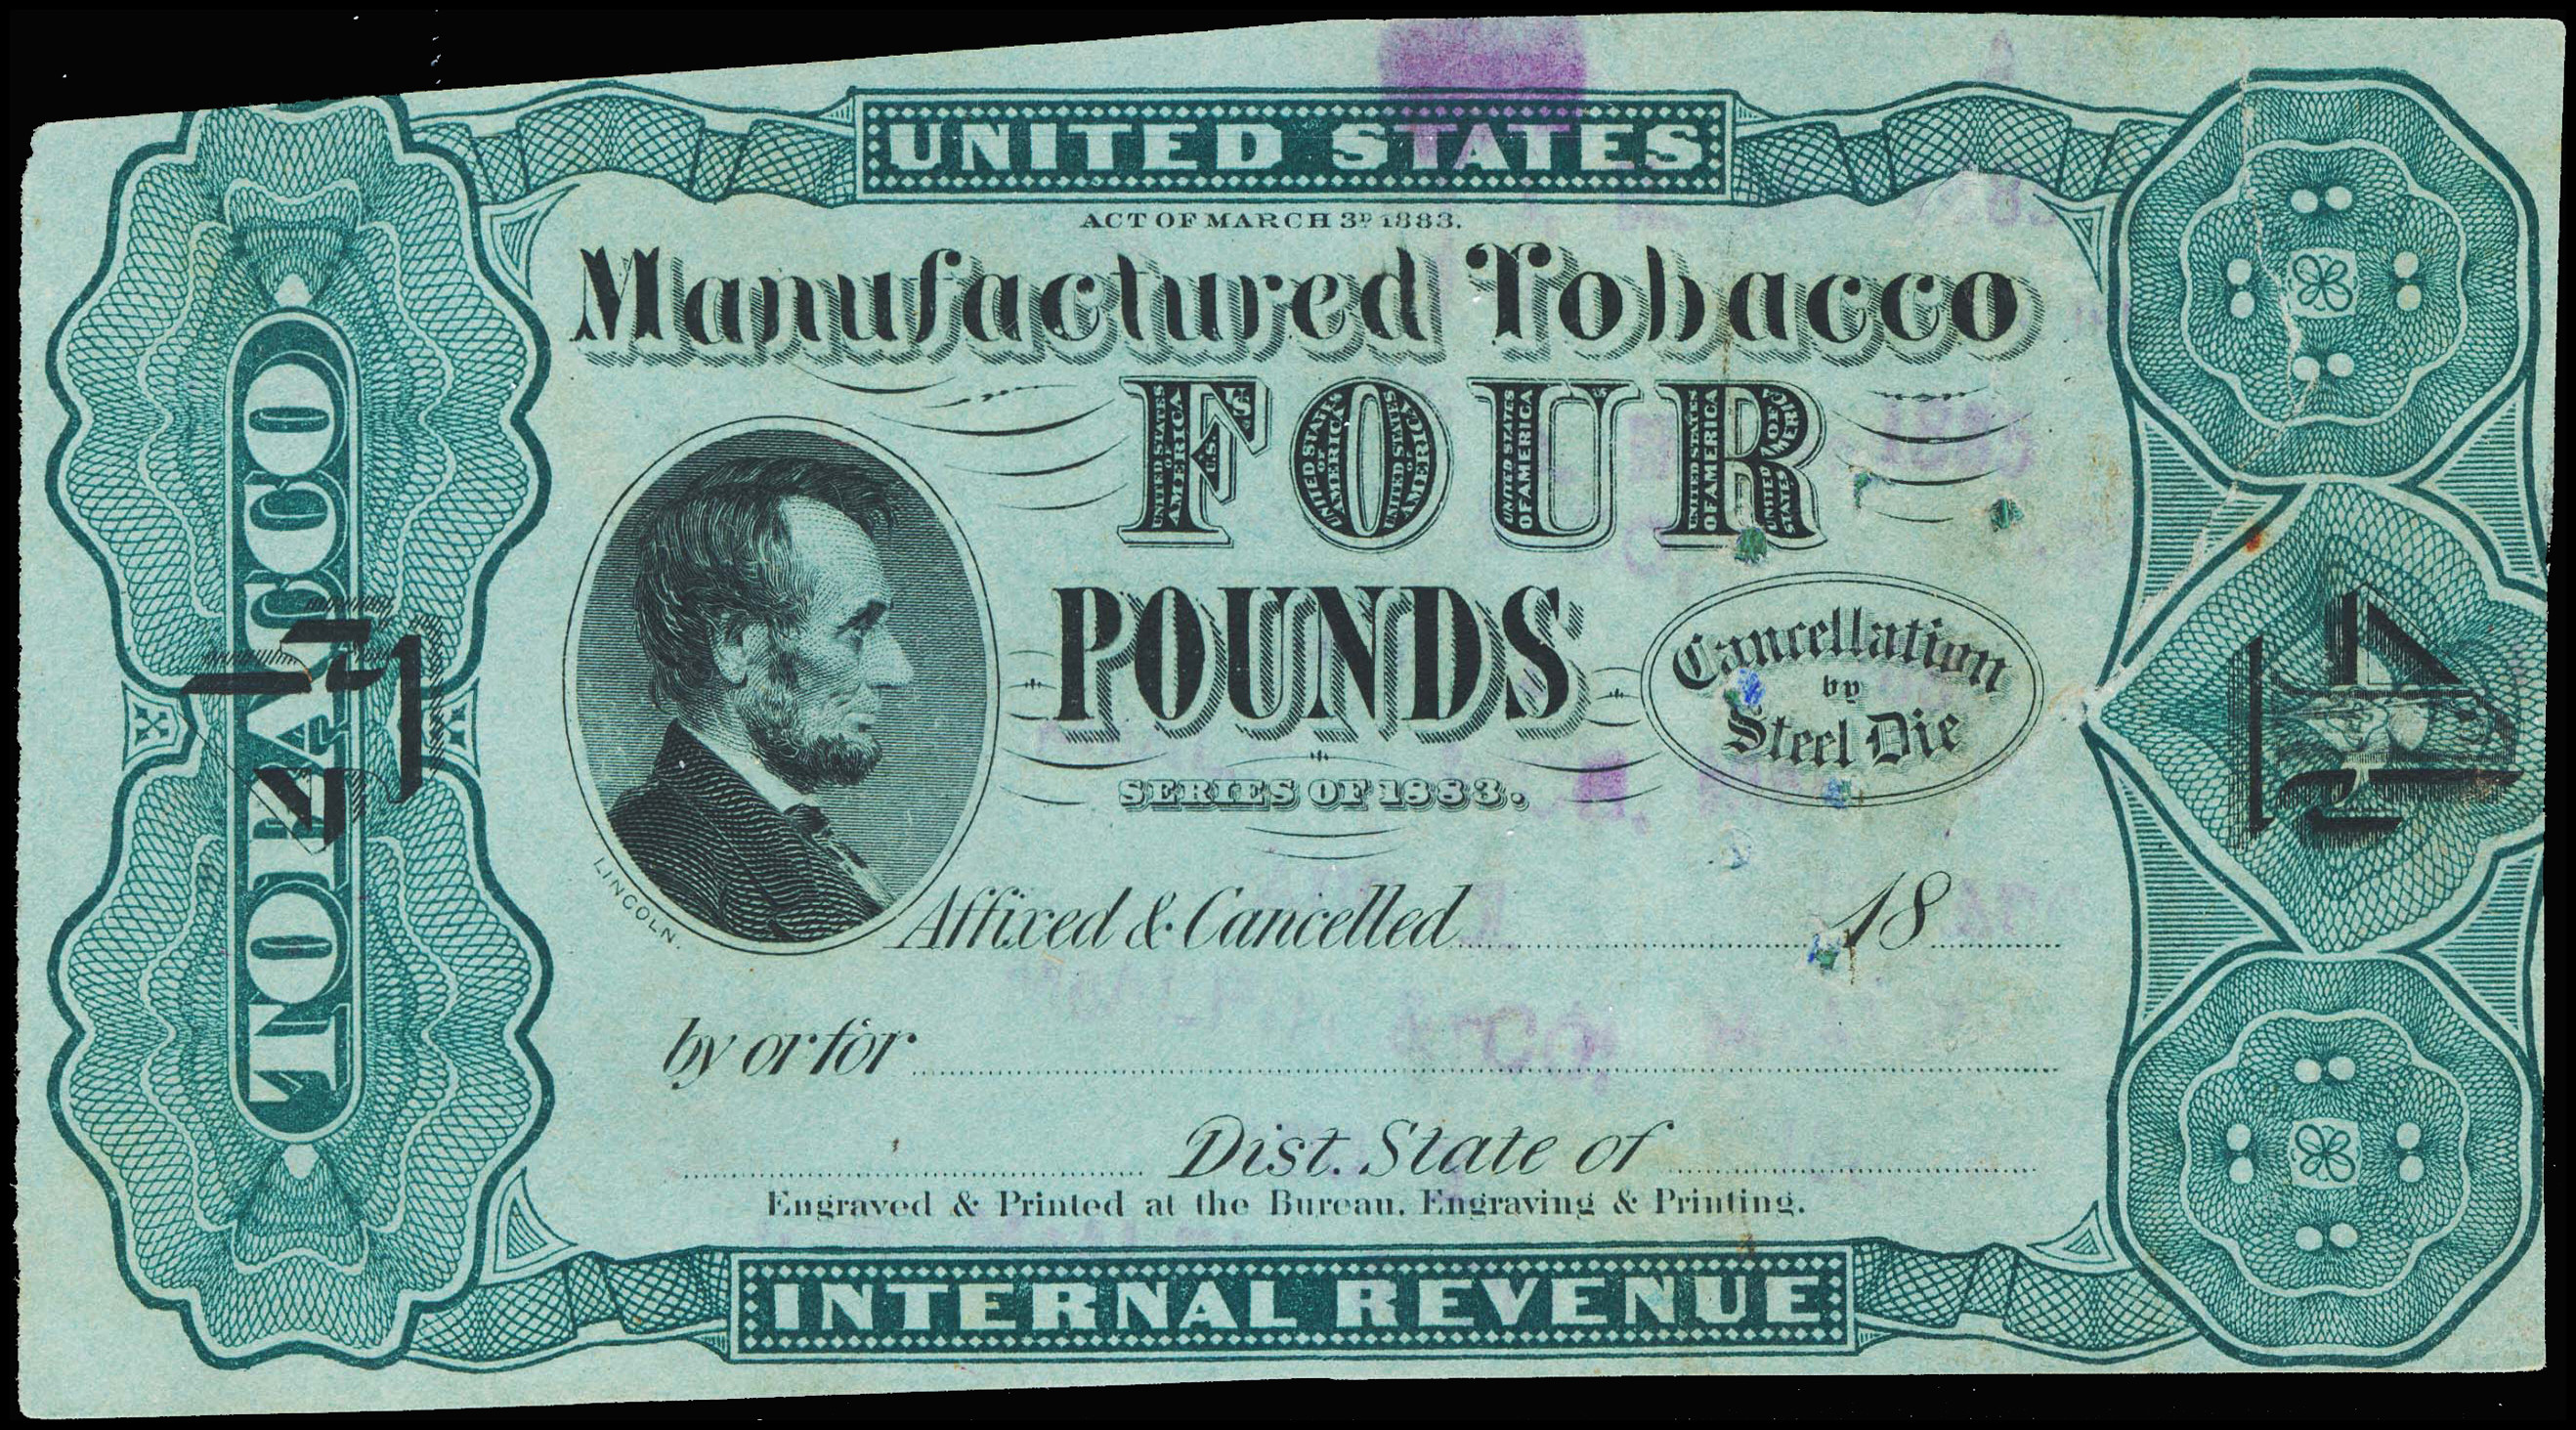 UNITED STATES
ACT OF MARCH 3D 1883.
Manufactured Tobacco
FOUR
POUNDS
Cancellation
by
Steel Die
SERIES OF 1883.
LINCOLN.
Affixed & Cancelled 18
by or for
Dist. State of
Engraved & Printed at the Bureau, Engraving & Printing.
INTERNAL REVENUE
TOBACCO
4
4